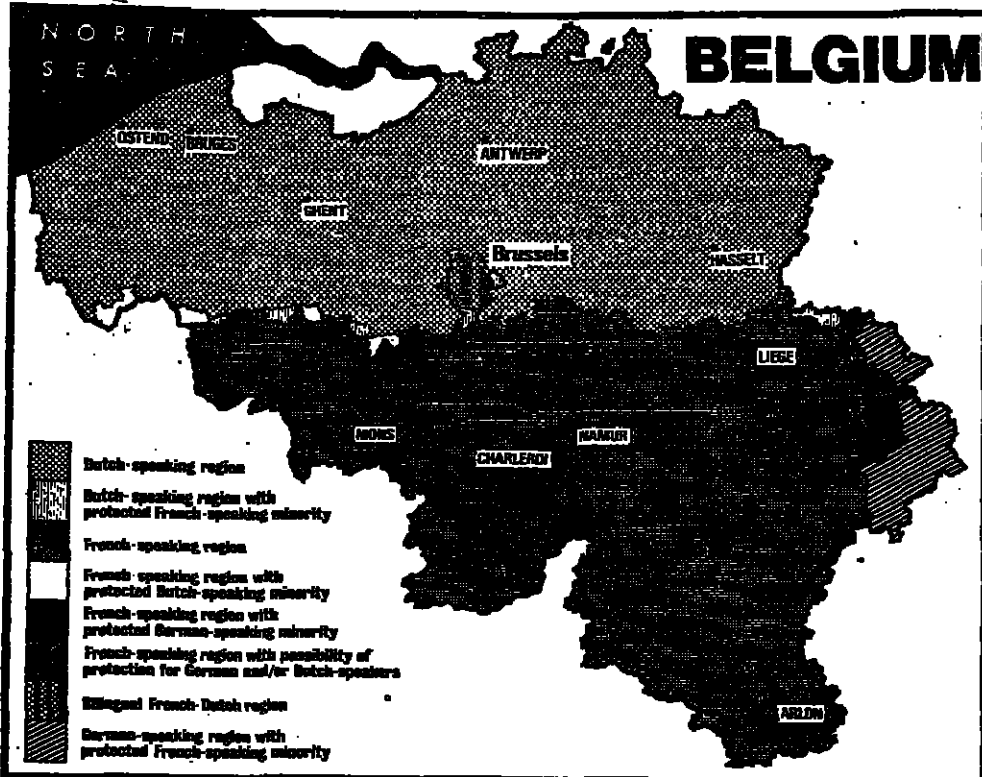 NORTH
SEA
BELGIUM
OSTEND
BRUGES
ANTWERP
GHENT
Brussels
HASSELT
LIEGE
MONS
NAMUR
CHARLEROI
ARLON
Dutch-speaking region
Dutch-speaking region with
protected French-speaking minority
French-speaking region
French-speaking region with
protected Dutch-speaking minority
French-speaking region with
protected German-speaking minority
French-speaking region with possibility of
protection for German and/or Dutch-speakers
Bilingual French-Dutch region
German-speaking region with
protected French-speaking minority